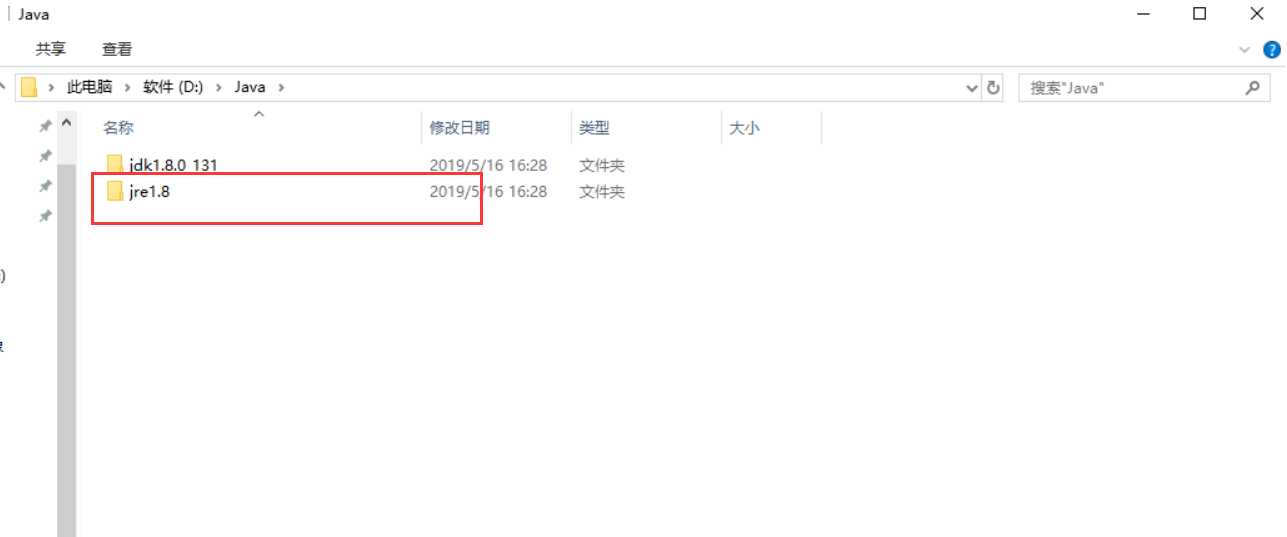 Java
共享 查看
此电脑 软件 (D:) Java 搜索"Java"
名称 修改日期 类型 大小
jdk1.8.0_131 2019/5/16 16:28 文件夹
jre1.8 2019/5/16 16:28 文件夹
)